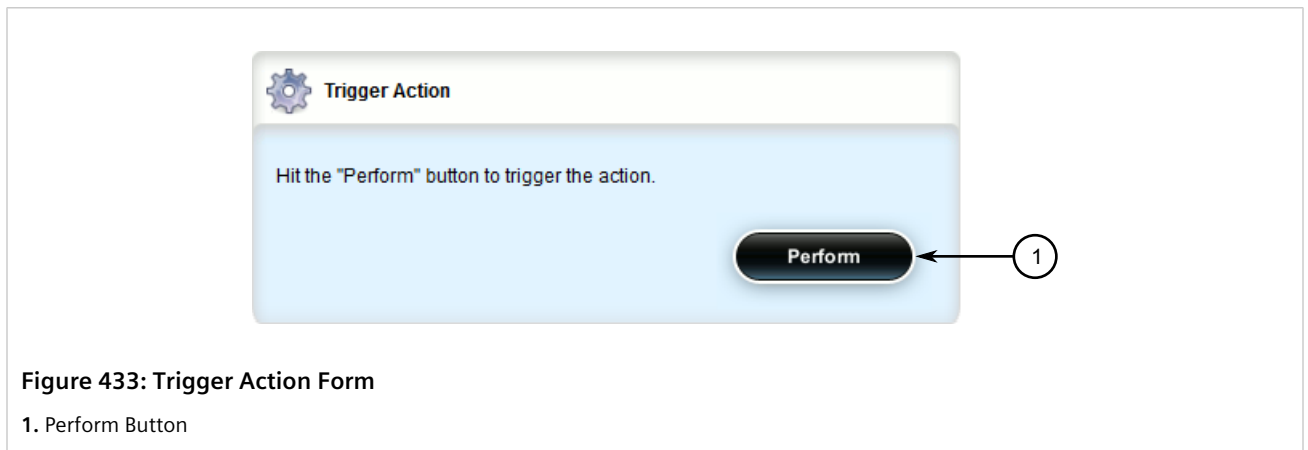 Trigger Action
Hit the "Perform" button to trigger the action.
Perform
1
Figure 433: Trigger Action Form
1. Perform Button